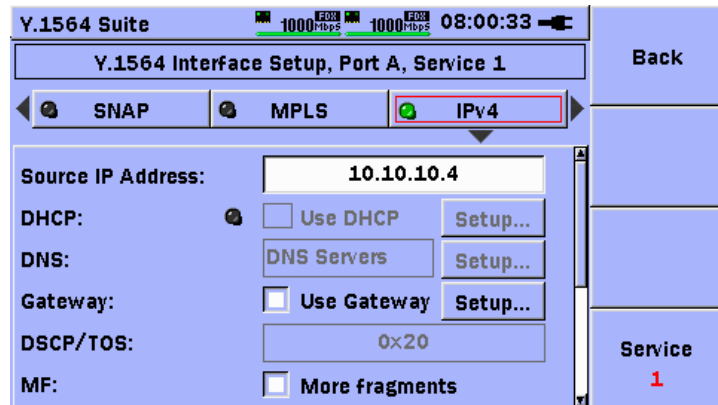 Y.1564 Suite 1000 FDX Mbps 1000 FDX Mbps 08:00:33
Back
Y.1564 Interface Setup, Port A, Service 1
SNAP MPLS IPv4
Source IP Address: 10.10.10.4
DHCP: Use DHCP Setup...
DNS: DNS Servers Setup...
Gateway: Use Gateway Setup...
DSCP/TOS: 0x20
Service
MF: More fragments
1